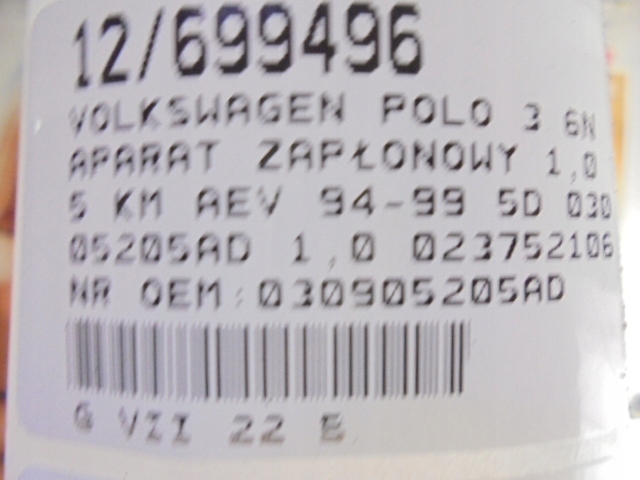 12/699496
VOLKSWAGEN POLO 3 6N
APARAT ZAPŁONOWY 1,0
5 KM AEV 94-99 5D 030
05205AD 1,0 023752106
NR OEM:030905205AD
G VII 22 E